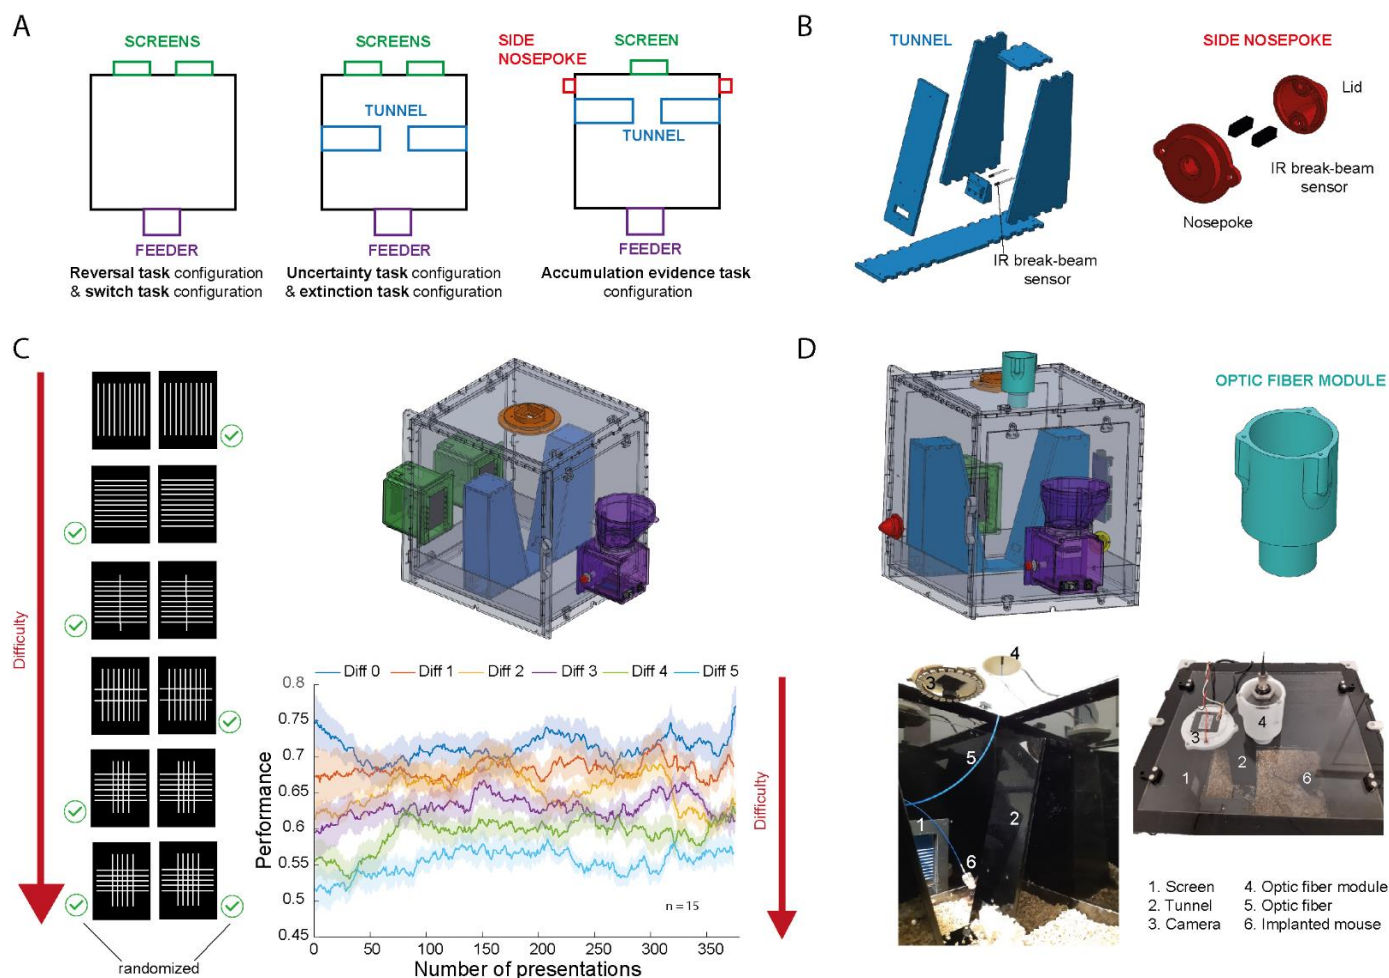 A
SCREENS
Reversal task configuration
& switch task configuration
FEEDER
SCREENS
TUNNEL
FEEDER
Uncertainty task configuration
& extinction task configuration
SIDE
NOSEPOKE
SCREEN
TUNNEL
FEEDER
Accumulation evidence task
configuration
B
TUNNEL
IR break-beam
sensor
SIDE NOSEPOKE
Lid
IR break-beam
sensor
Nosepoke
C
Difficulty
randomized
Diff 0
Diff 1
Diff 2
Diff 3
Diff 4
Diff 5
0.8
0.75
0.7
0.65
0.6
0.55
0.5
0.45
Performance
n = 15
0
50
100
150
200
250
300
350
Number of presentations
Difficulty
D
OPTIC FIBER MODULE
4
3
5
1
2
6
4
3
1
2
6
1. Screen
2. Tunnel
3. Camera
4. Optic fiber module
5. Optic fiber
6. Implanted mouse